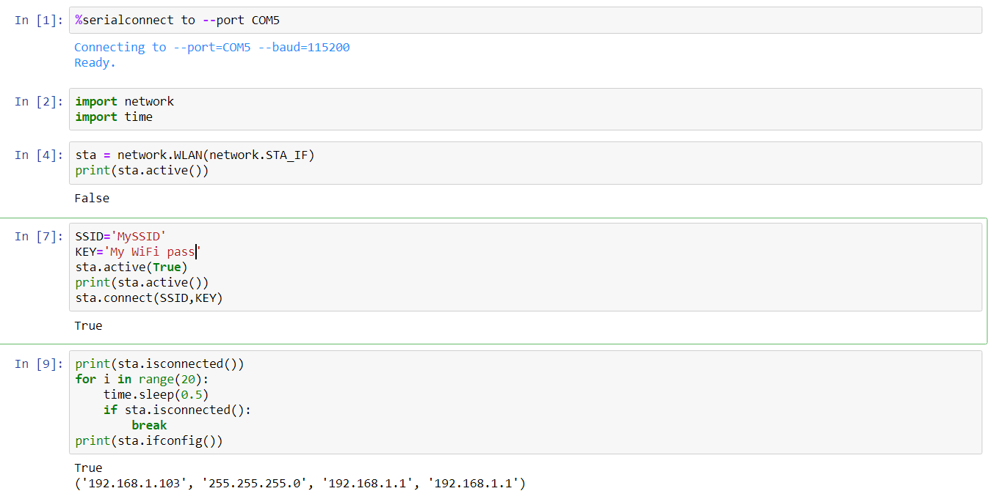 In [1]: %serialconnect to --port COM5
Connecting to --port=COM5 --baud=115200
Ready.
In [2]: import network
import time
In [4]: sta = network.WLAN(network.STA_IF)
print(sta.active())
False
In [7]: SSID='MySSID'
KEY='My WiFi pass'
sta.active(True)
print(sta.active())
sta.connect(SSID,KEY)
True
In [9]: print(sta.isconnected())
for i in range(20):
    time.sleep(0.5)
    if sta.isconnected():
        break
print(sta.ifconfig())
True
('192.168.1.103', '255.255.255.0', '192.168.1.1', '192.168.1.1')